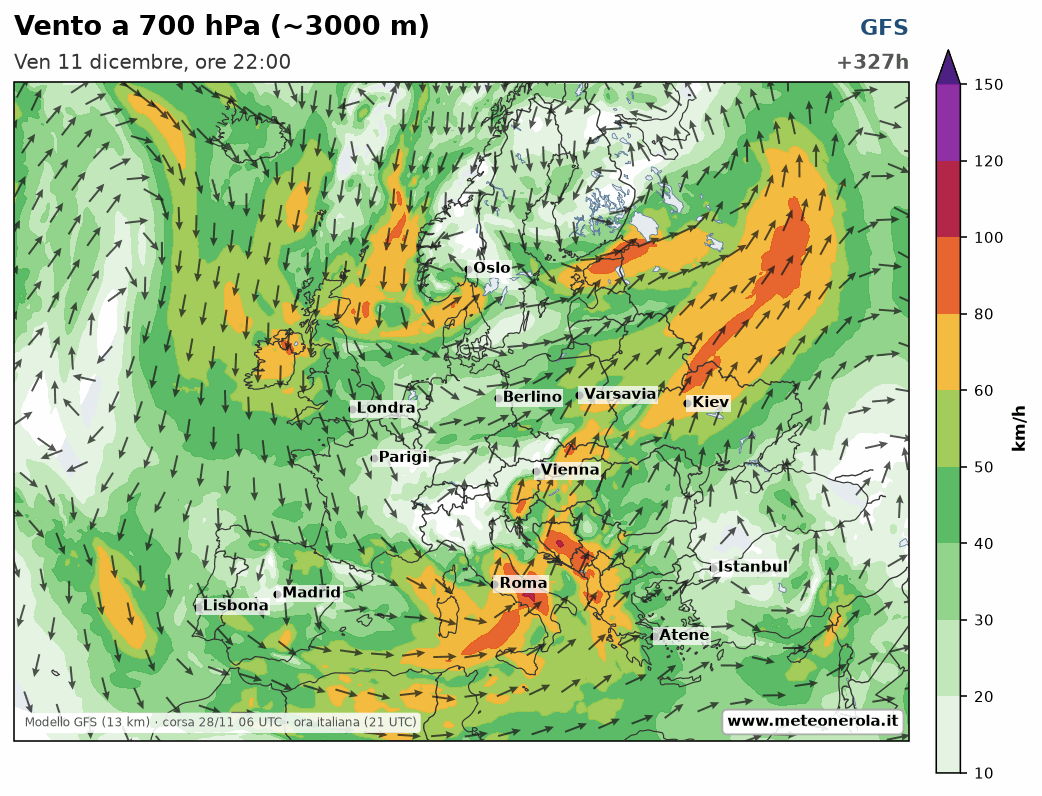 Vento a 700 hPa (~3000 m)
GFS
Ven 11 dicembre, ore 22:00
+327h
150
120
100
80
60
50
40
30
20
10
km/h
Oslo
Londra
Berlino
Varsavia
Kiev
Parigi
Vienna
Istanbul
Roma
Madrid
Lisbona
Atene
Modello GFS (13 km) · corsa 28/11 06 UTC · ora italiana (21 UTC)
www.meteonerola.it